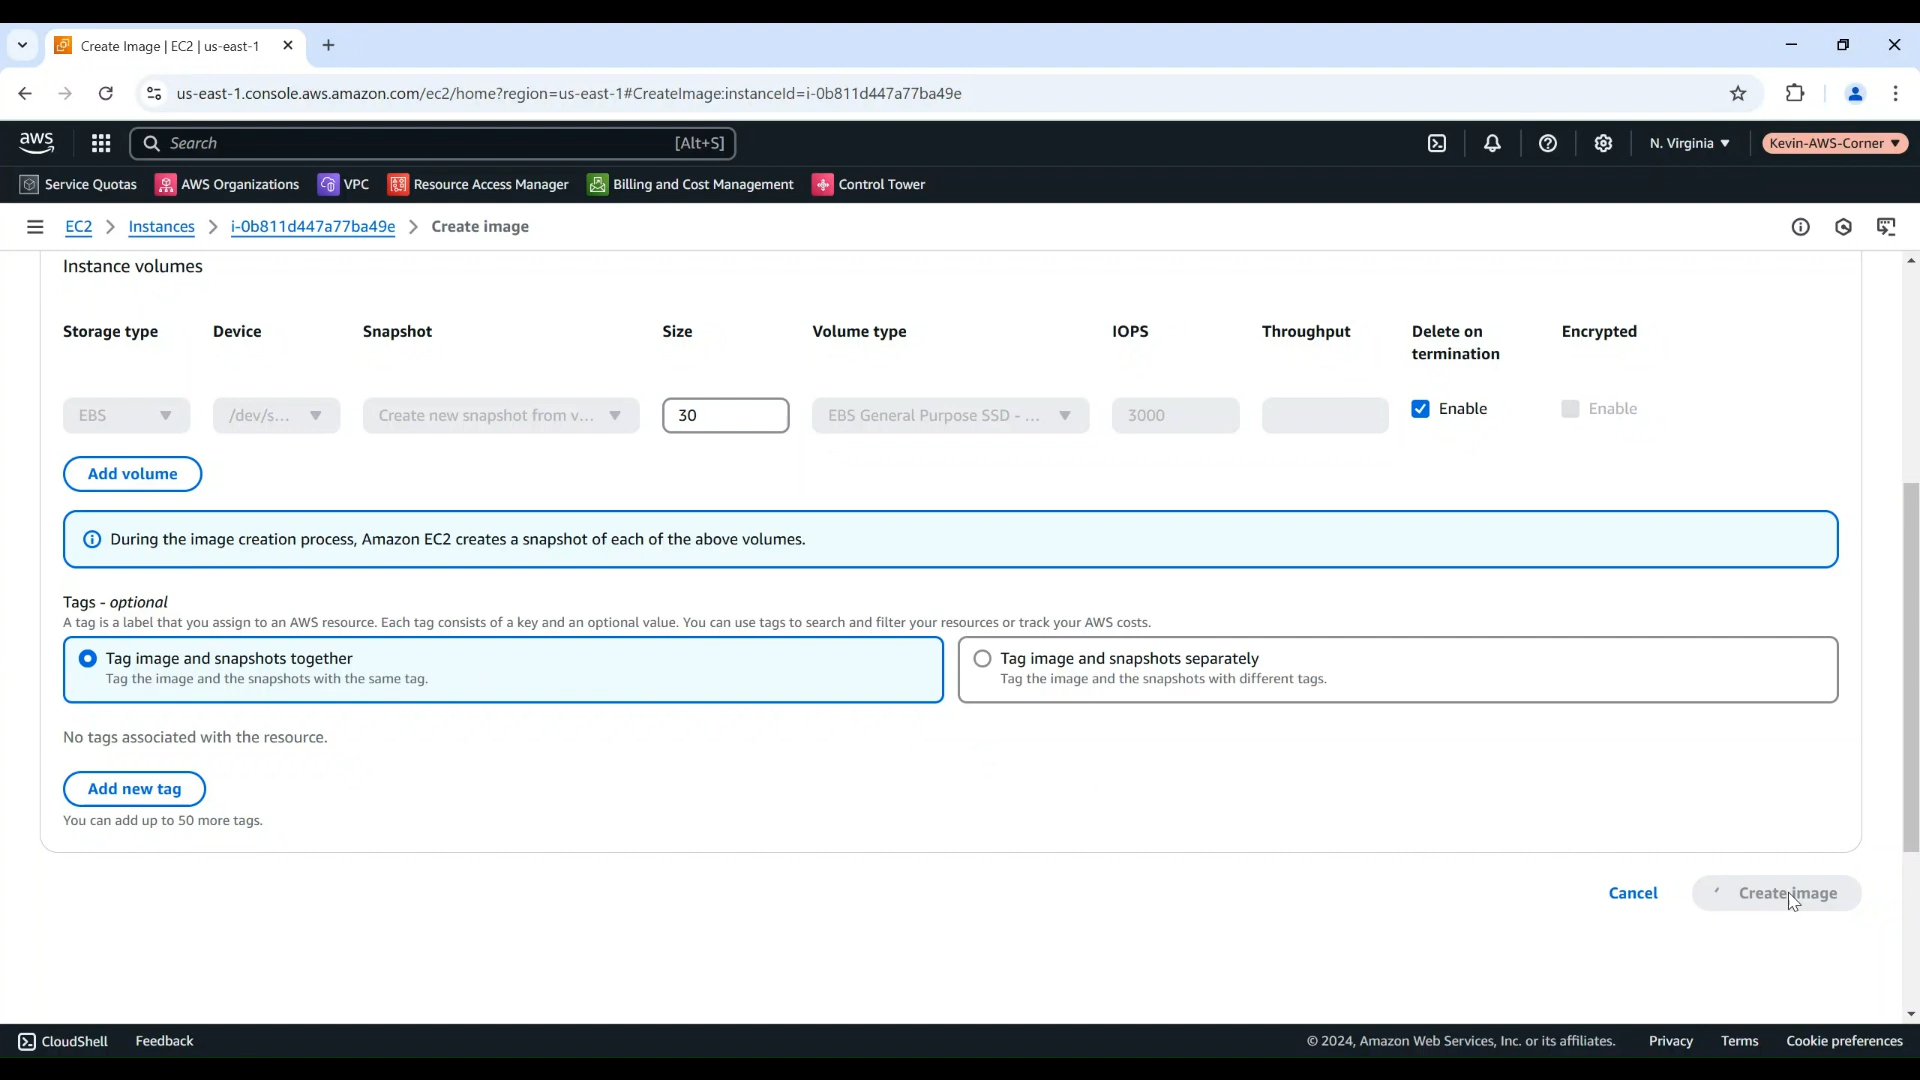 Create Image | EC2 | us-east-1
us-east-1.console.aws.amazon.com/ec2/home?region=us-east-1#CreateImage:instanceId=i-0b811d447a77ba49e
aws
Search [Alt+S] N. Virginia Kevin-AWS-Corner
Service Quotas AWS Organizations VPC Resource Access Manager Billing and Cost Management Control Tower
EC2 Instances i-0b811d447a77ba49e Create image
Instance volumes
Storage type Device Snapshot Size Volume type IOPS Throughput Delete on termination Encrypted
EBS /dev/s... Create new snapshot from v... 30 EBS General Purpose SSD - ... 3000 Enable Enable
Add volume
During the image creation process, Amazon EC2 creates a snapshot of each of the above volumes.
Tags - optional
A tag is a label that you assign to an AWS resource. Each tag consists of a key and an optional value. You can use tags to search and filter your resources or track your AWS costs.
Tag image and snapshots together
Tag the image and the snapshots with the same tag.
Tag image and snapshots separately
Tag the image and the snapshots with different tags.
No tags associated with the resource.
Add new tag
You can add up to 50 more tags.
Cancel Create image
CloudShell Feedback © 2024, Amazon Web Services, Inc. or its affiliates. Privacy Terms Cookie preferences